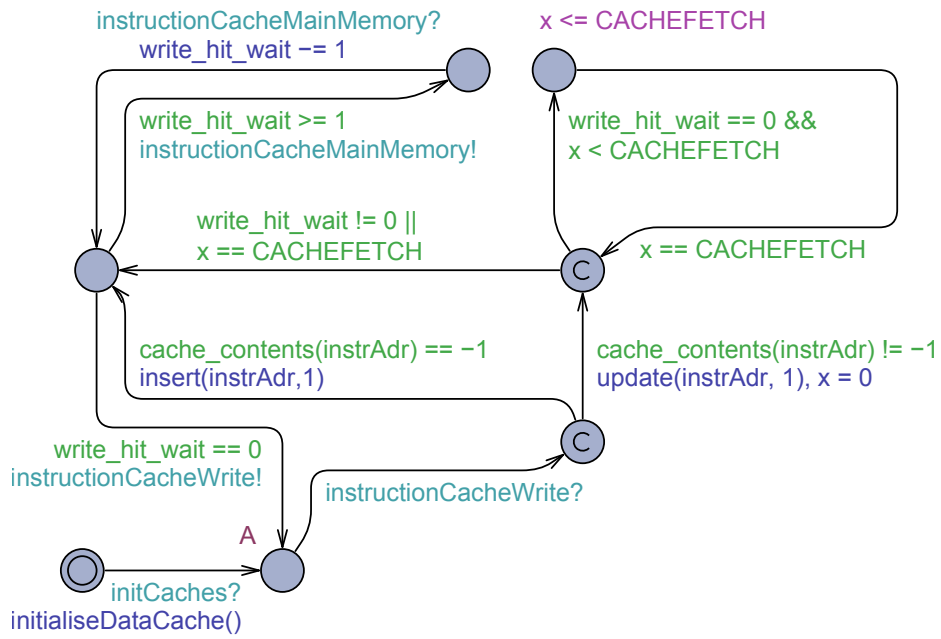 instructionCacheMainMemory?
write_hit_wait −= 1
x <= CACHEFETCH
write_hit_wait >= 1
instructionCacheMainMemory!
write_hit_wait == 0 &&
x < CACHEFETCH
write_hit_wait != 0 ||
x == CACHEFETCH
x == CACHEFETCH
C
cache_contents(instrAdr) == −1
insert(instrAdr,1)
cache_contents(instrAdr) != −1
update(instrAdr, 1), x = 0
C
write_hit_wait == 0
instructionCacheWrite!
instructionCacheWrite?
A
initCaches?
initialiseDataCache()